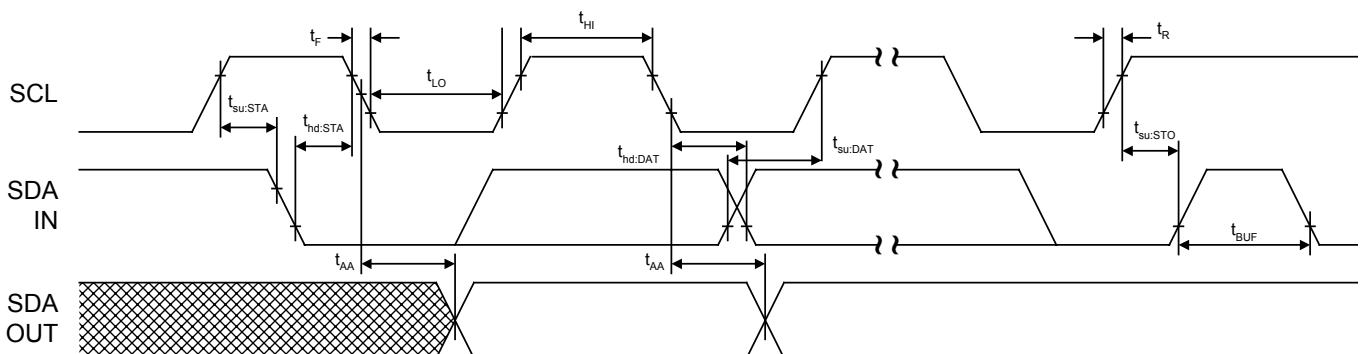 t_HI
t_F
t_R
SCL
t_LO
t_su:STA
t_hd:STA
t_su:STO
t_hd:DAT
t_su:DAT
SDA
IN
t_BUF
t_AA
t_AA
SDA
OUT